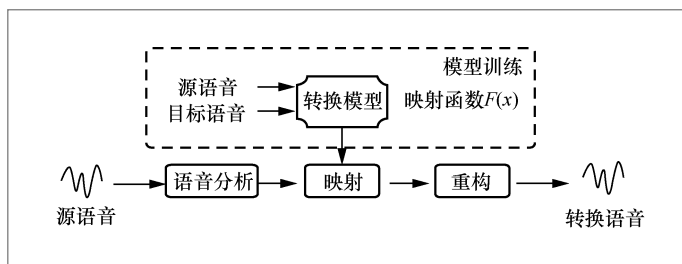 模型训练
源语音
目标语音
转换模型
映射函数F(x)
语音分析
映射
重构
源语音
转换语音